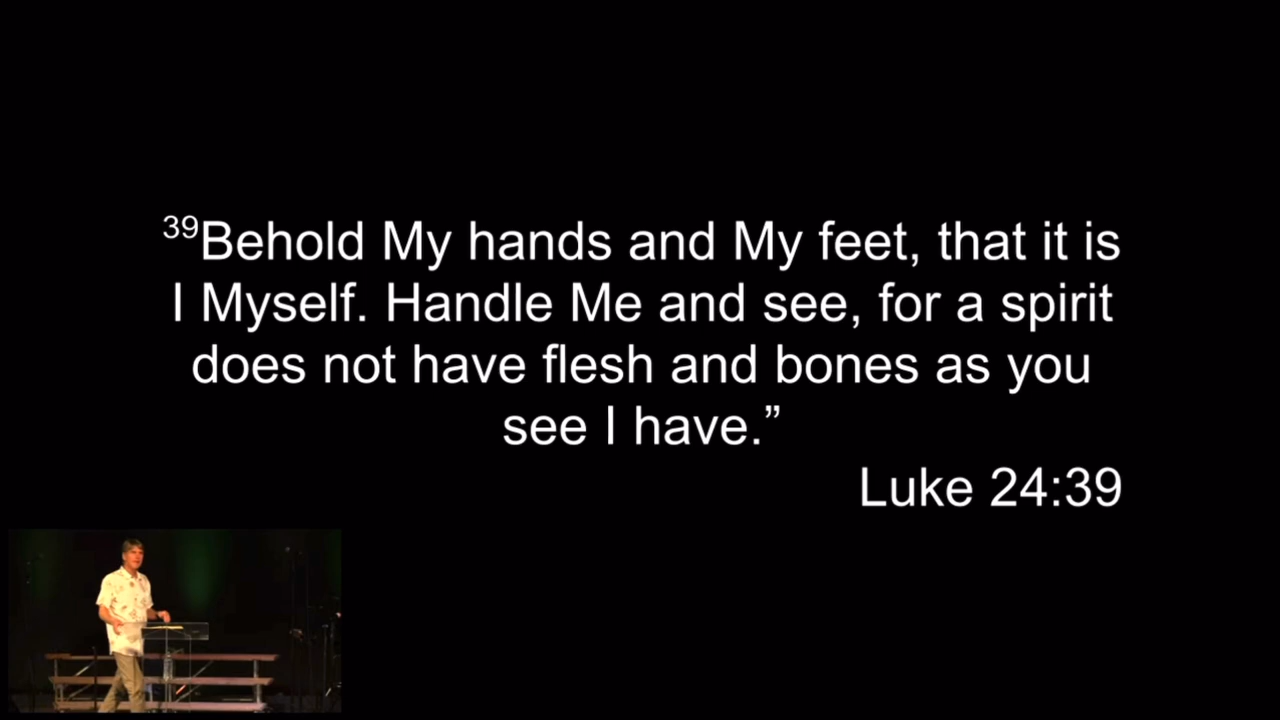 39Behold My hands and My feet, that it is
I Myself. Handle Me and see, for a spirit
does not have flesh and bones as you
see I have.”
Luke 24:39